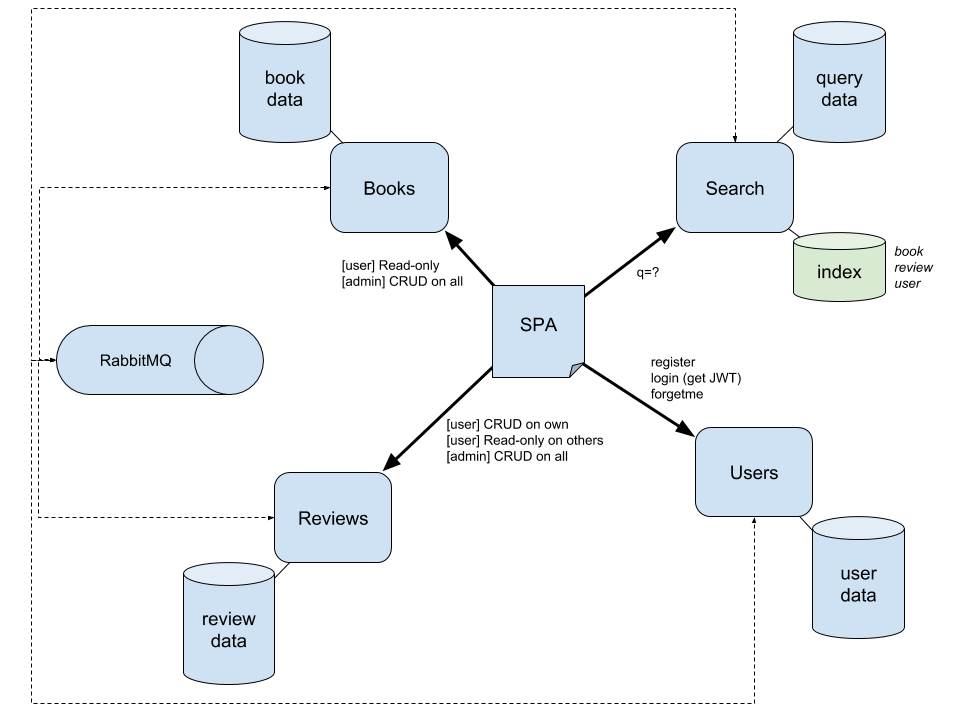 book
data
query
data
Books
Search
[user] Read-only
[admin] CRUD on all
q=?
index
book
review
user
SPA
RabbitMQ
register
login (get JWT)
forgetme
[user] CRUD on own
[user] Read-only on others
[admin] CRUD on all
Users
Reviews
user
data
review
data